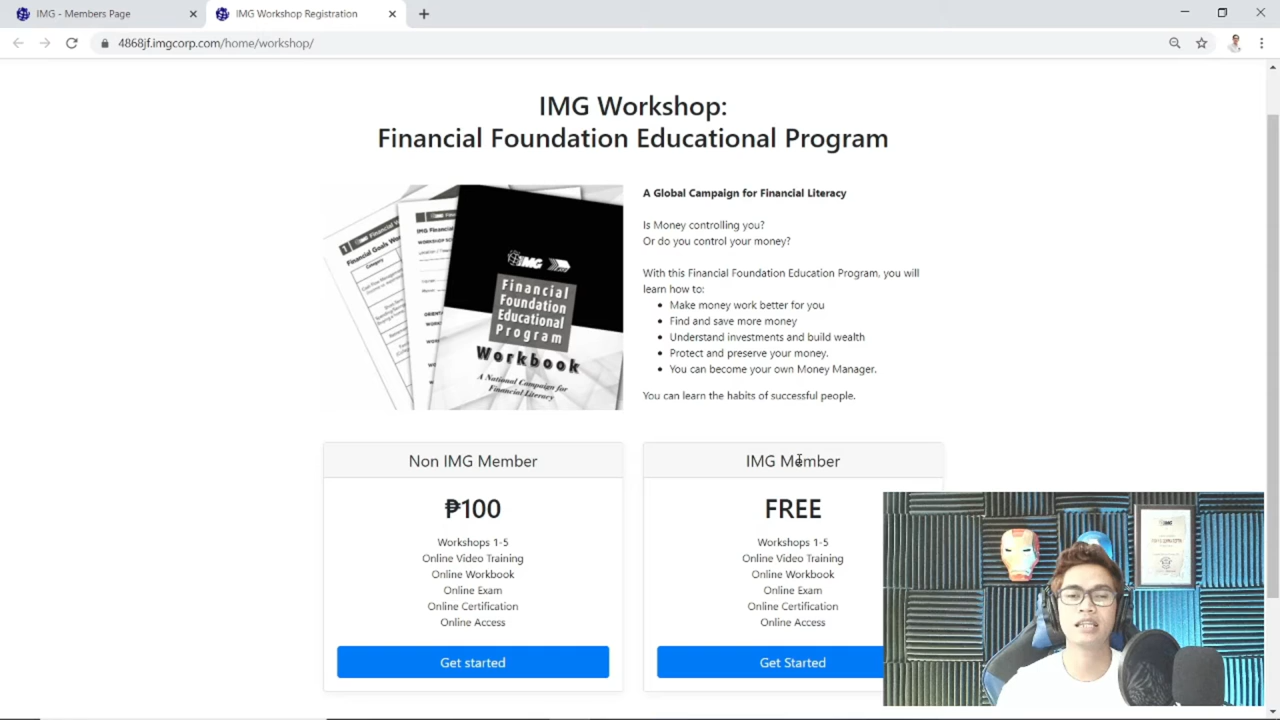 IMG - Members Page
IMG Workshop Registration
4868jf.imgcorp.com/home/workshop/
IMG Workshop:
Financial Foundation Educational Program
A Global Campaign for Financial Literacy
Is Money controlling you?
Or do you control your money?
With this Financial Foundation Education Program, you will
learn how to:
Make money work better for you
Find and save more money
Understand investments and build wealth
Protect and preserve your money.
You can become your own Money Manager.
You can learn the habits of successful people.
1
IMG Financial
Financial Goals
Category
IMG
Financial
Foundation
Educational
Program
Workbook
A National Campaign for
Financial Literacy
Non IMG Member
₱100
Workshops 1-5
Online Video Training
Online Workbook
Online Exam
Online Certification
Online Access
Get started
IMG Member
FREE
Workshops 1-5
Online Video Training
Online Workbook
Online Exam
Online Certification
Online Access
Get Started